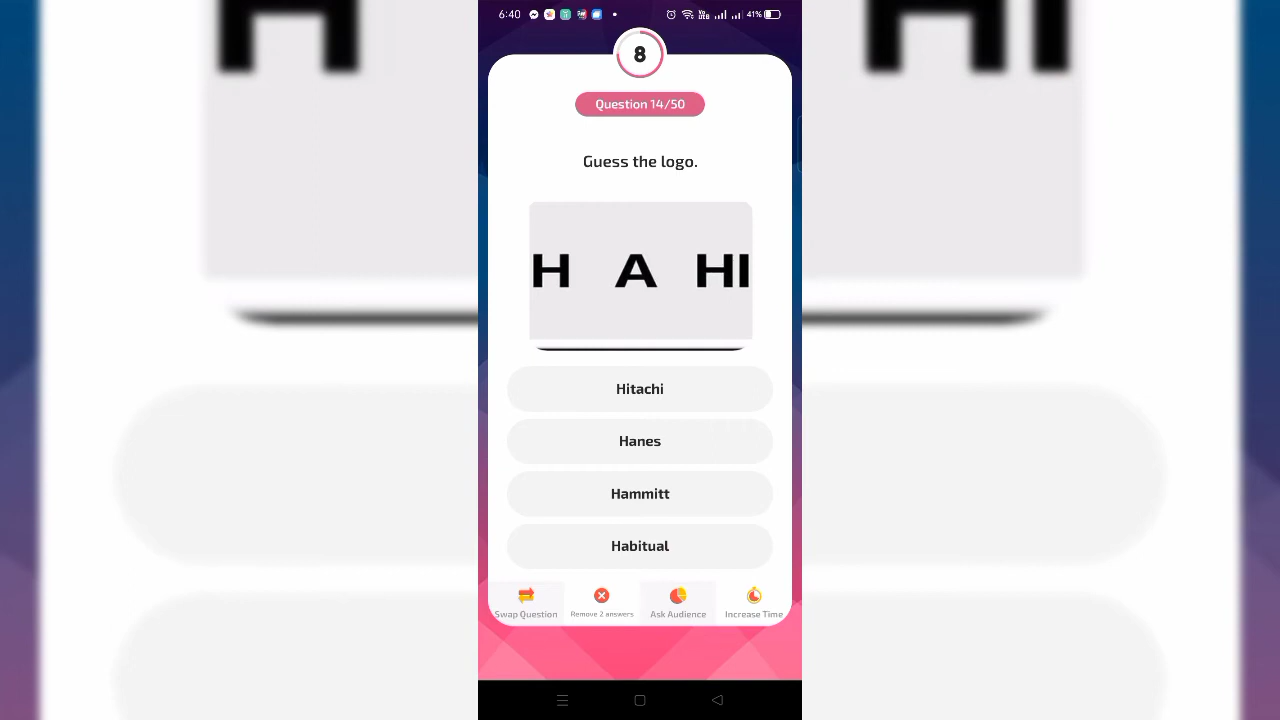 6:40
41%
8
Question 14/50
Guess the logo.
H A HI
Hitachi
Hanes
Hammitt
Habitual
Swap Question
Remove 2 answers
Ask Audience
Increase Time